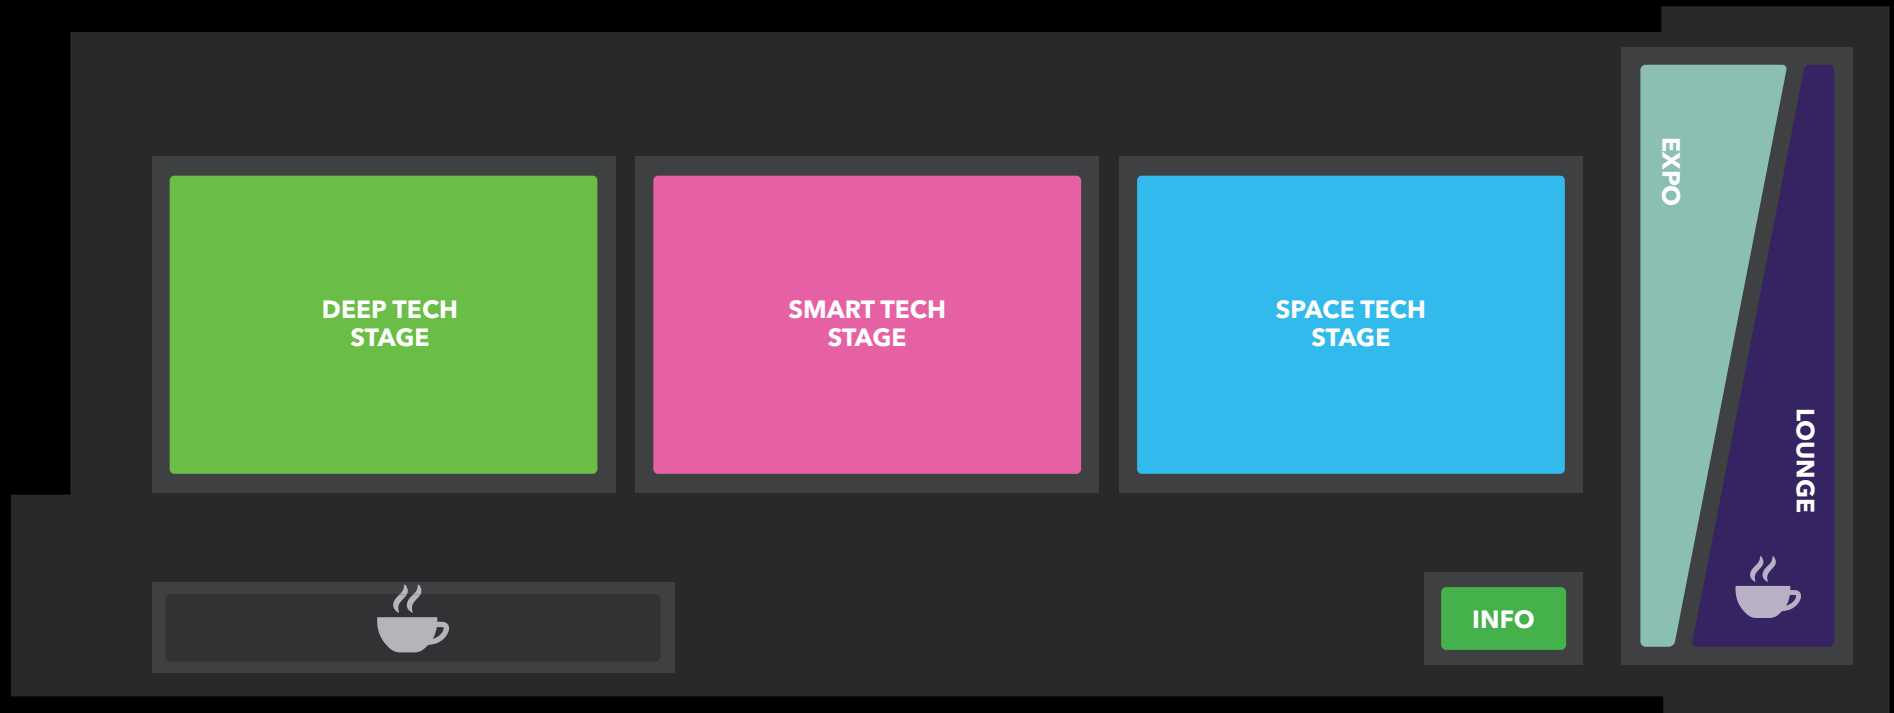 DEEP TECH
STAGE
SMART TECH
STAGE
SPACE TECH
STAGE
EXPO
LOUNGE
INFO